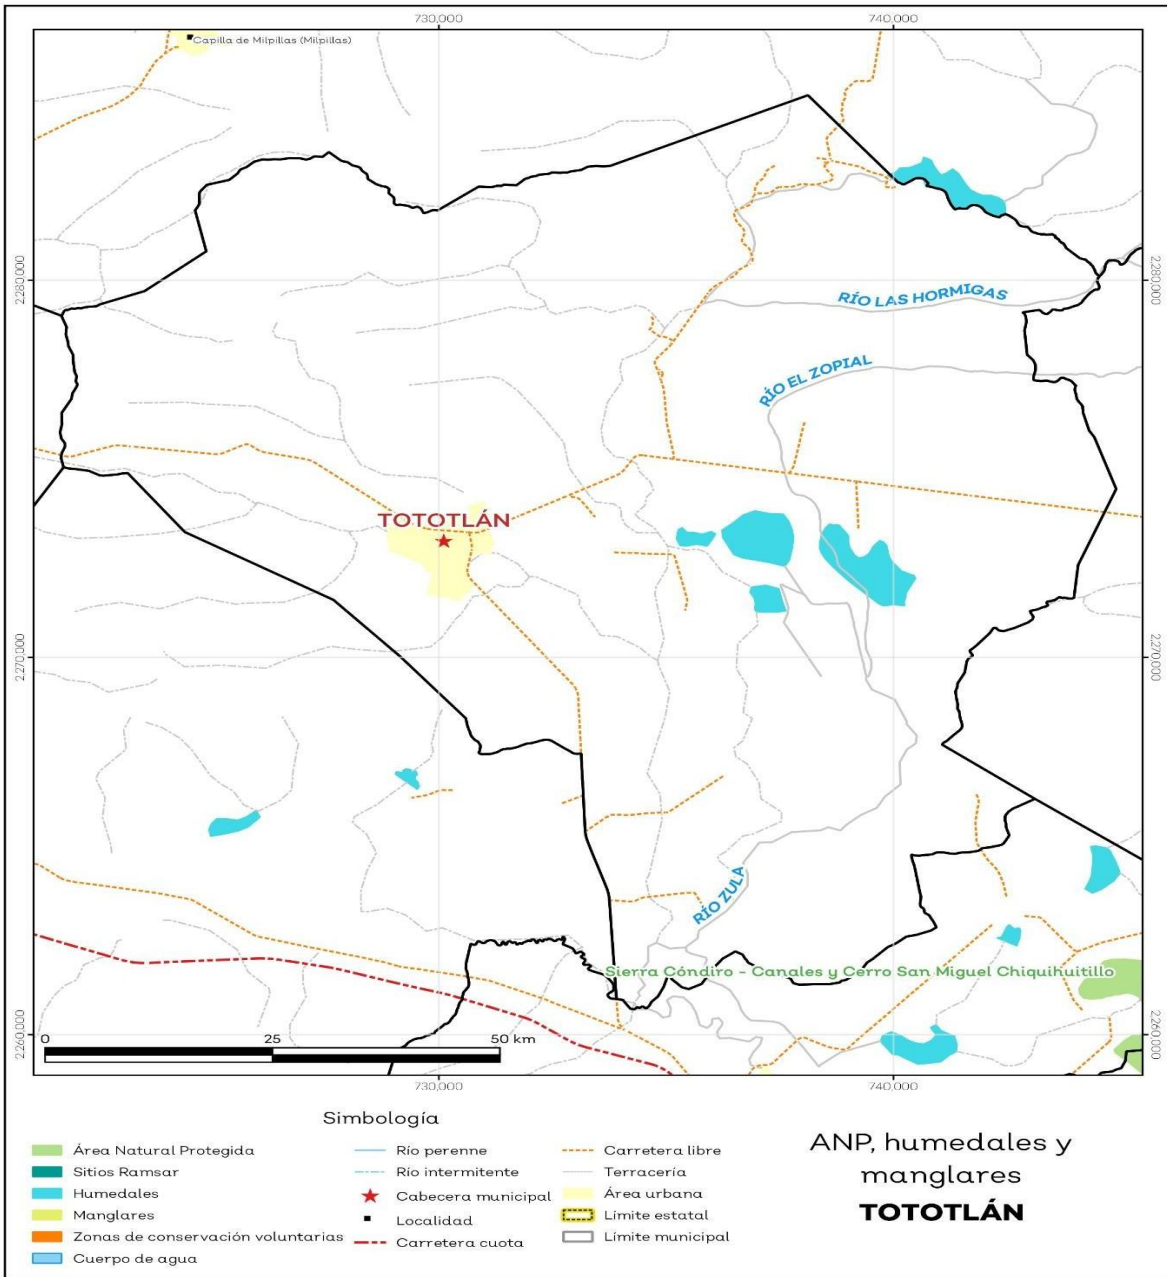 730,000
740,000
Capilla de Milpillas (Milpillas)
2280,000
2280,000
RÍO LAS HORMIGAS
RÍO EL ZOPIAL
TOTOTLÁN
2270,000
2270,000
RÍO ZULA
Sierra Cóndiro - Canales y Cerro San Miguel Chiquihuitillo
2260,000
2260,000
0
25
50 km
730,000
740,000
Simbología
Área Natural Protegida
Sitios Ramsar
Humedales
Manglares
Zonas de conservación voluntarias
Cuerpo de agua
Río perenne
Río intermitente
Cabecera municipal
Localidad
Carretera cuota
Carretera libre
Terracería
Área urbana
Límite estatal
Límite municipal
ANP, humedales y
manglares
TOTOTLÁN